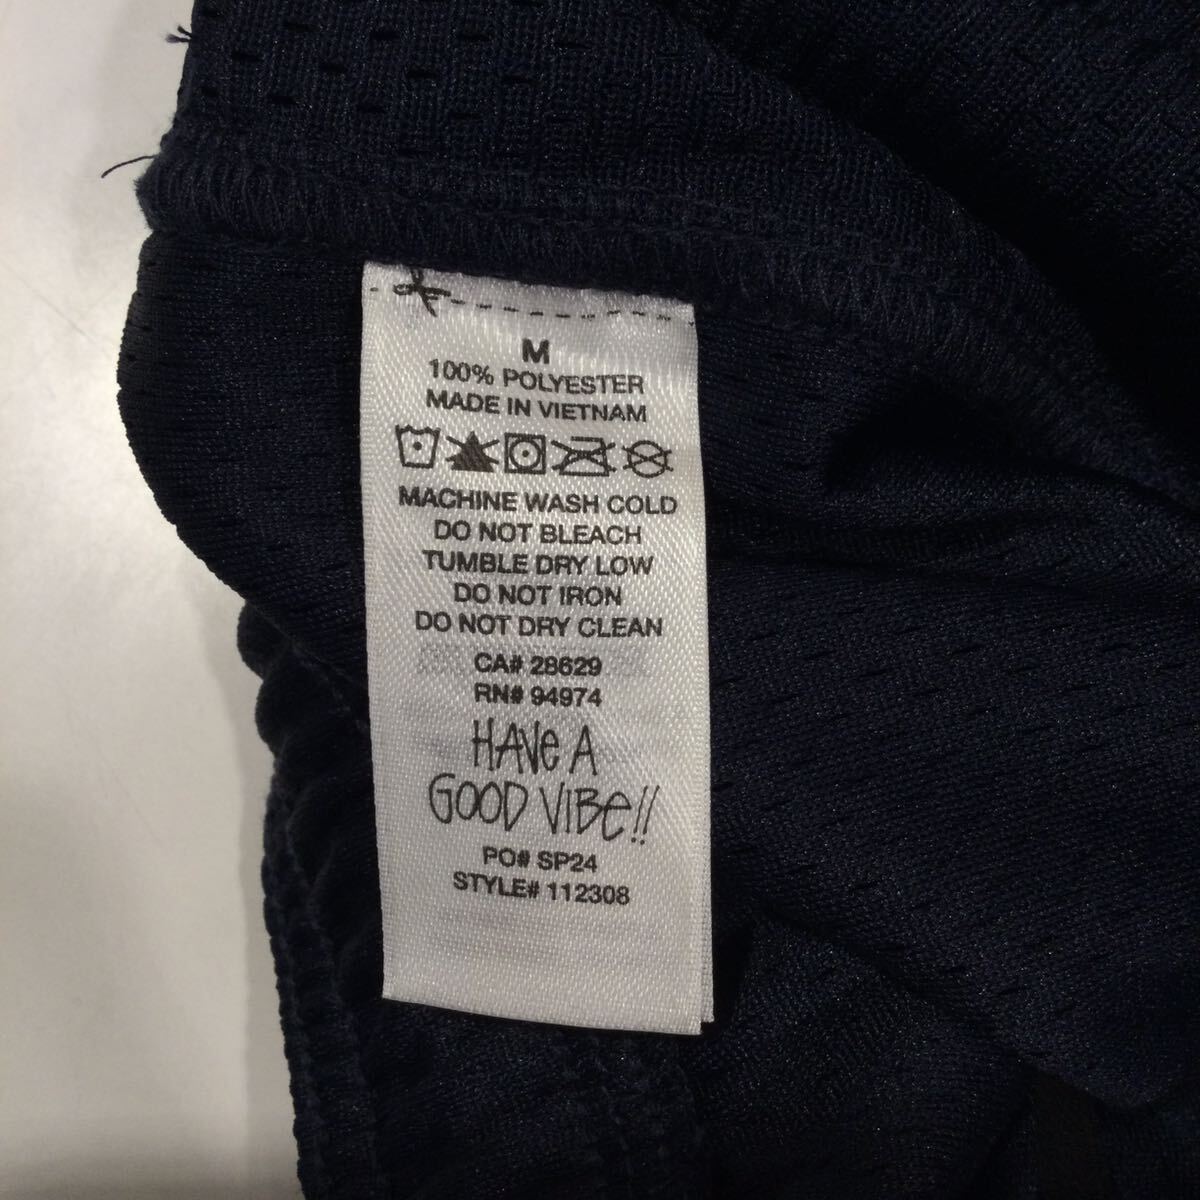 M
100% POLYESTER
MADE IN VIETNAM
MACHINE WASH COLD
DO NOT BLEACH
TUMBLE DRY LOW
DO NOT IRON
DO NOT DRY CLEAN
CA# 28629
RN# 94974
HAVe A
GOOD VIBe!!
PO# SP24
STYLE# 112308